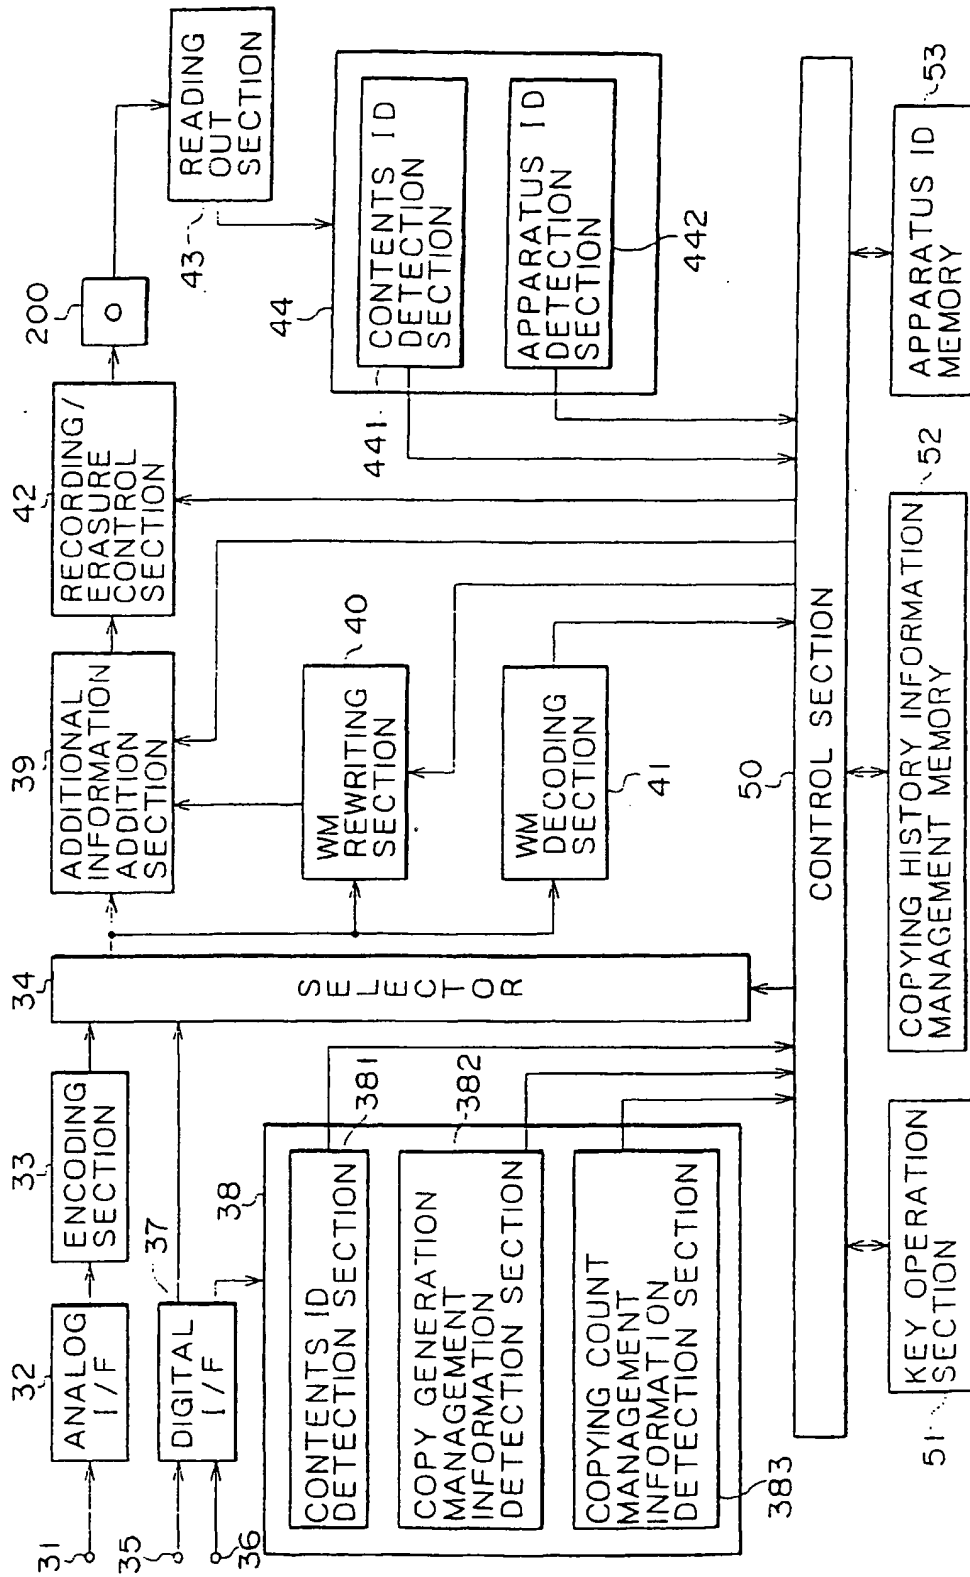 31
32
ANALOG
I/F
33
ENCODING
SECTION
34
SELECTOR
35
36
37
DIGITAL
I/F
38
CONTENTS ID
DETECTION SECTION
381
COPY GENERATION
MANAGEMENT
INFORMATION
DETECTION SECTION
382
COPYING COUNT
MANAGEMENT
INFORMATION
DETECTION SECTION
383
39
ADDITIONAL
INFORMATION
ADDITION
SECTION
WM
REWRITING
SECTION
40
WM
DECODING
SECTION
41
42
RECORDING/
ERASURE
CONTROL
SECTION
200
READING
OUT
SECTION
43
44
CONTENTS ID
DETECTION
SECTION
441
APPARATUS ID
DETECTION
SECTION
442
50
CONTROL SECTION
KEY OPERATION
SECTION
51
COPYING HISTORY INFORMATION
MANAGEMENT MEMORY
52
APPARATUS ID
MEMORY
53